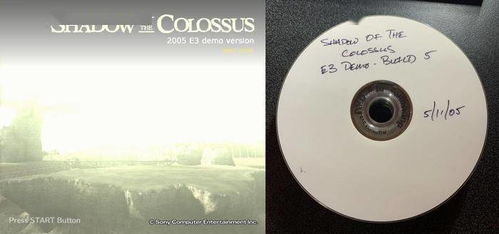 SHADOW THE COLOSSUS
2005 E3 demo version
Press START Button
© Sony Computer Entertainment Inc.
SHADOW OF THE
COLOSSUS
E3 DEMO - BUILD 5
5/11/05